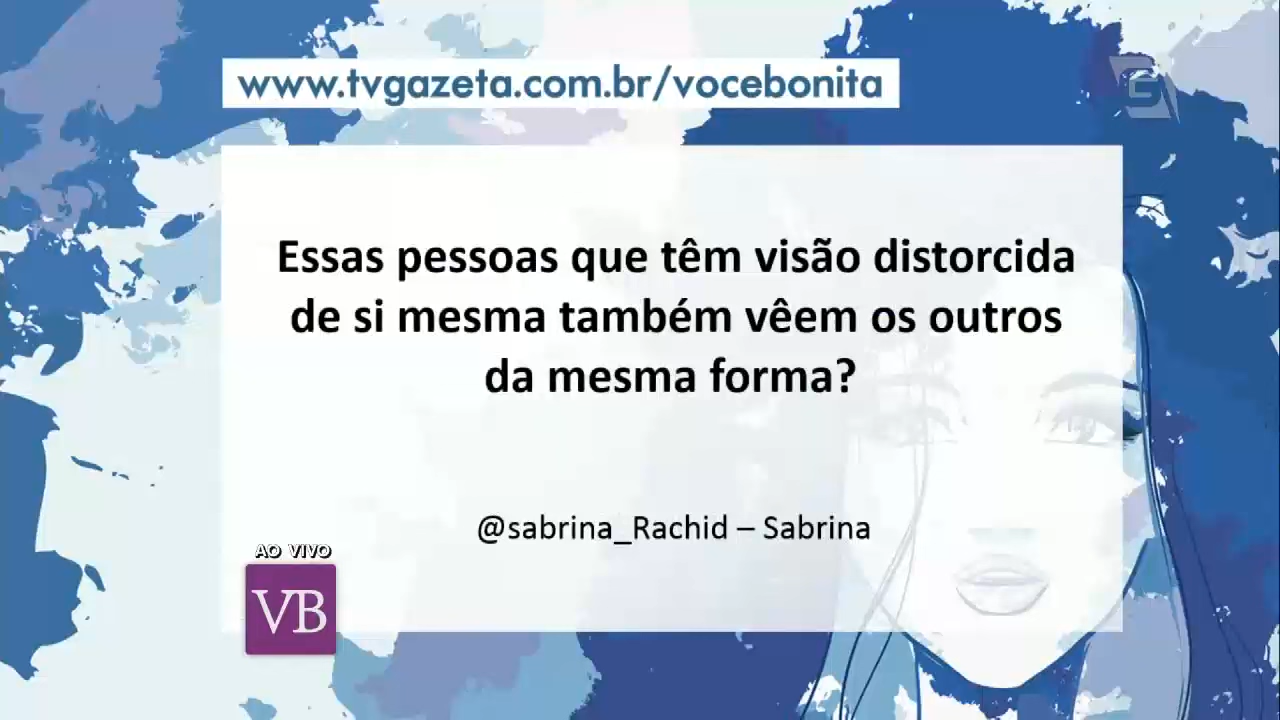 www.tvgazeta.com.br/vocebonita
Essas pessoas que têm visão distorcida
de si mesma também vêem os outros
da mesma forma?
@sabrina_Rachid – Sabrina
AO VIVO
VB